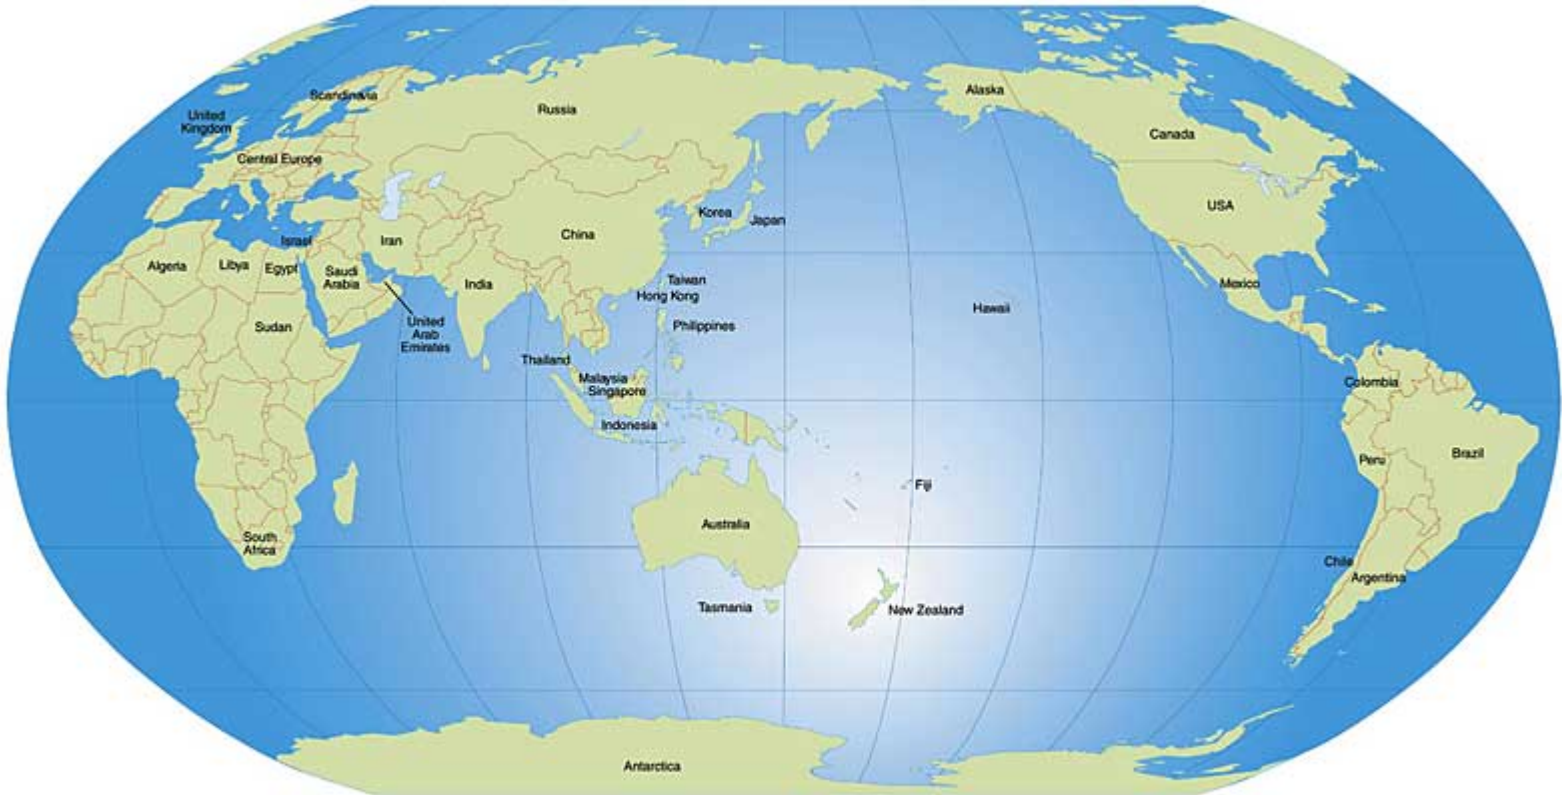 Alaska
Scandinavia
Russia
United
Kingdom
Canada
Central Europe
USA
Korea
Japan
China
Israel
Iran
Algeria
Libya
Egypt
Saudi
Arabia
India
Taiwan
Hong Kong
Mexico
Hawaii
Sudan
United
Arab
Emirates
Philippines
Thailand
Malaysia
Singapore
Colombia
Indonesia
Peru
Brazil
Fiji
Australia
South
Africa
Chile
Argentina
Tasmania
New Zealand
Antarctica